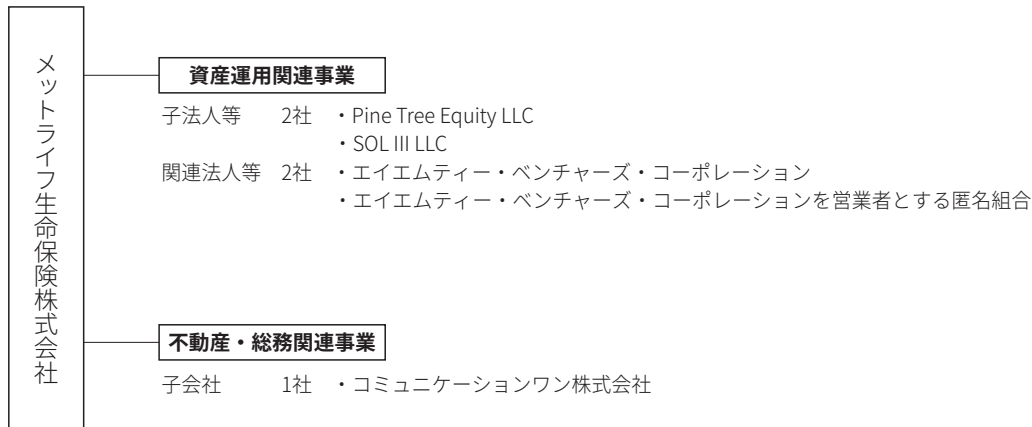 メットライフ生命保険株式会社
資産運用関連事業
子法人等 2社 ・Pine Tree Equity LLC
・SOL III LLC
関連法人等 2社 ・エイエムティー・ベンチャーズ・コーポレーション
・エイエムティー・ベンチャーズ・コーポレーションを営業者とする匿名組合
不動産・総務関連事業
子会社 1社 ・コミュニケーションワン株式会社